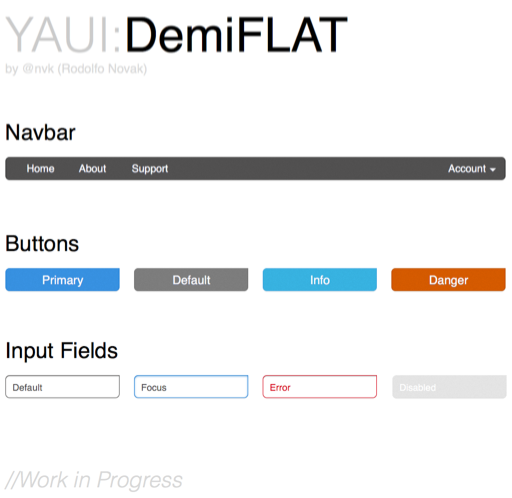 YAUI:DemiFLAT
by @nvk (Rodolfo Novak)
Navbar
Home About Support Account
Buttons
Primary Default Info Danger
Input Fields
Default Focus Error Disabled
//Work in Progress